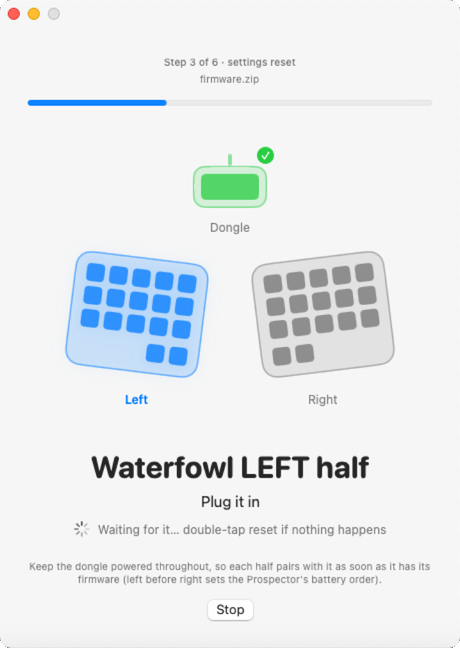 Step 3 of 6 · settings reset
firmware.zip
Dongle
Left
Right
Waterfowl LEFT half
Plug it in
Waiting for it... double-tap reset if nothing happens
Keep the dongle powered throughout, so each half pairs with it as soon as it has its
firmware (left before right sets the Prospector's battery order).
Stop